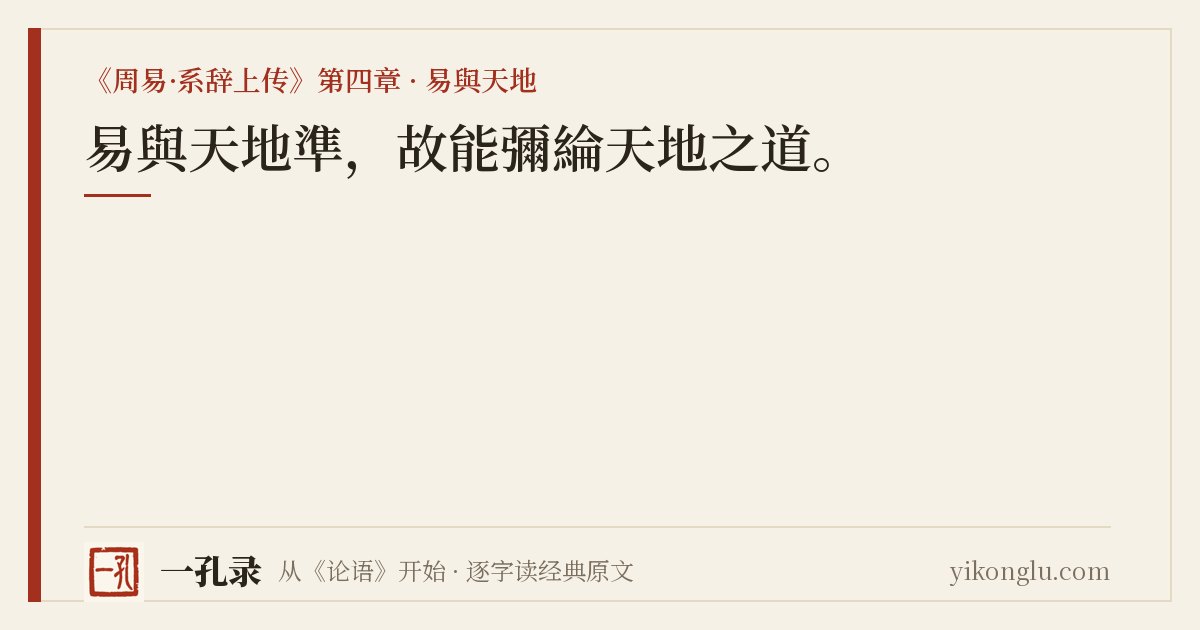 《周易·系辞上传》第四章 · 易與天地
易與天地準，故能彌綸天地之道。
一孔
一孔录 从《论语》开始 · 逐字读经典原文 yikonglu.com